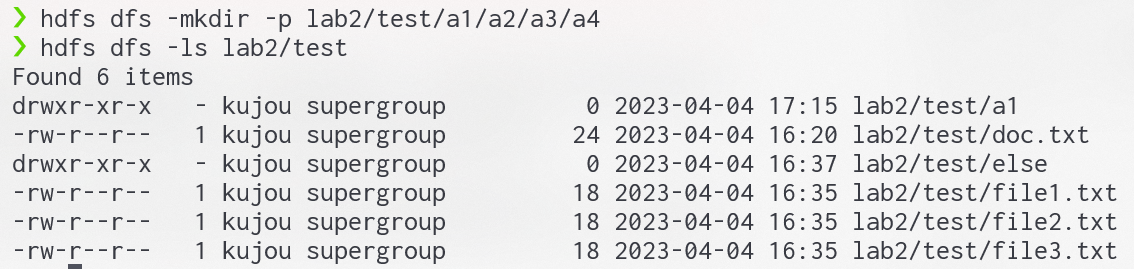 ❯ hdfs dfs -mkdir -p lab2/test/a1/a2/a3/a4
❯ hdfs dfs -ls lab2/test
Found 6 items
drwxr-xr-x   - kujou supergroup          0 2023-04-04 17:15 lab2/test/a1
-rw-r--r--   1 kujou supergroup         24 2023-04-04 16:20 lab2/test/doc.txt
drwxr-xr-x   - kujou supergroup          0 2023-04-04 16:37 lab2/test/else
-rw-r--r--   1 kujou supergroup         18 2023-04-04 16:35 lab2/test/file1.txt
-rw-r--r--   1 kujou supergroup         18 2023-04-04 16:35 lab2/test/file2.txt
-rw-r--r--   1 kujou supergroup         18 2023-04-04 16:35 lab2/test/file3.txt